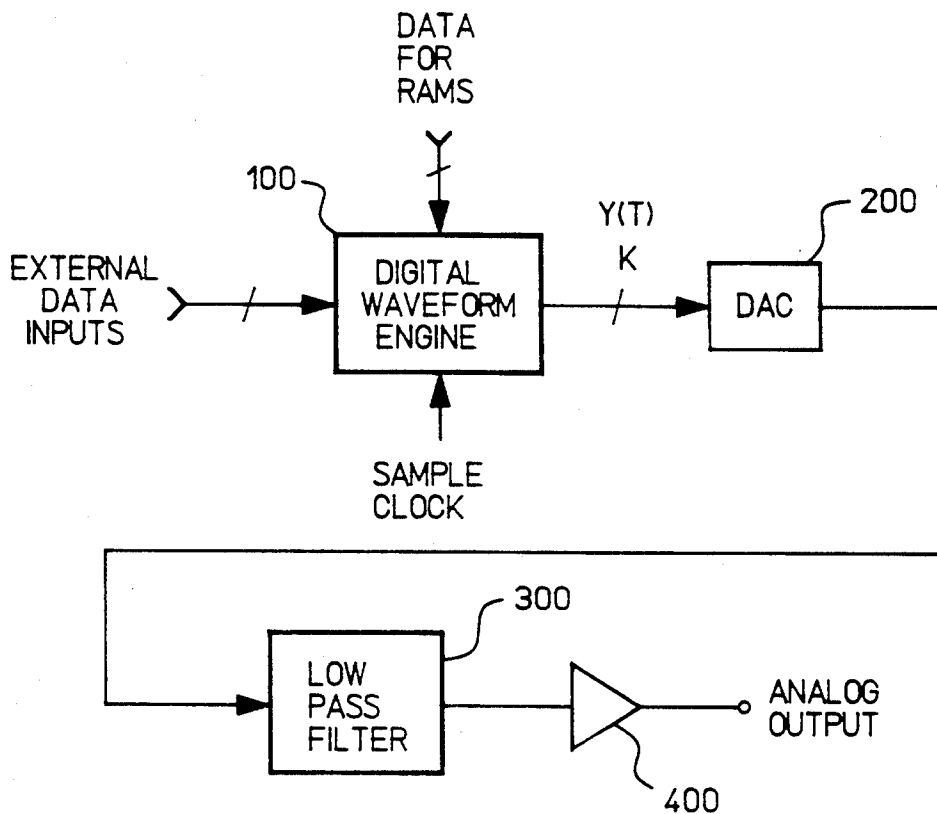 DATA
FOR
RAMS
100
Y(T)
K
200
EXTERNAL
DATA
INPUTS
DIGITAL
WAVEFORM
ENGINE
DAC
SAMPLE
CLOCK
300
LOW
PASS
FILTER
ANALOG
OUTPUT
400